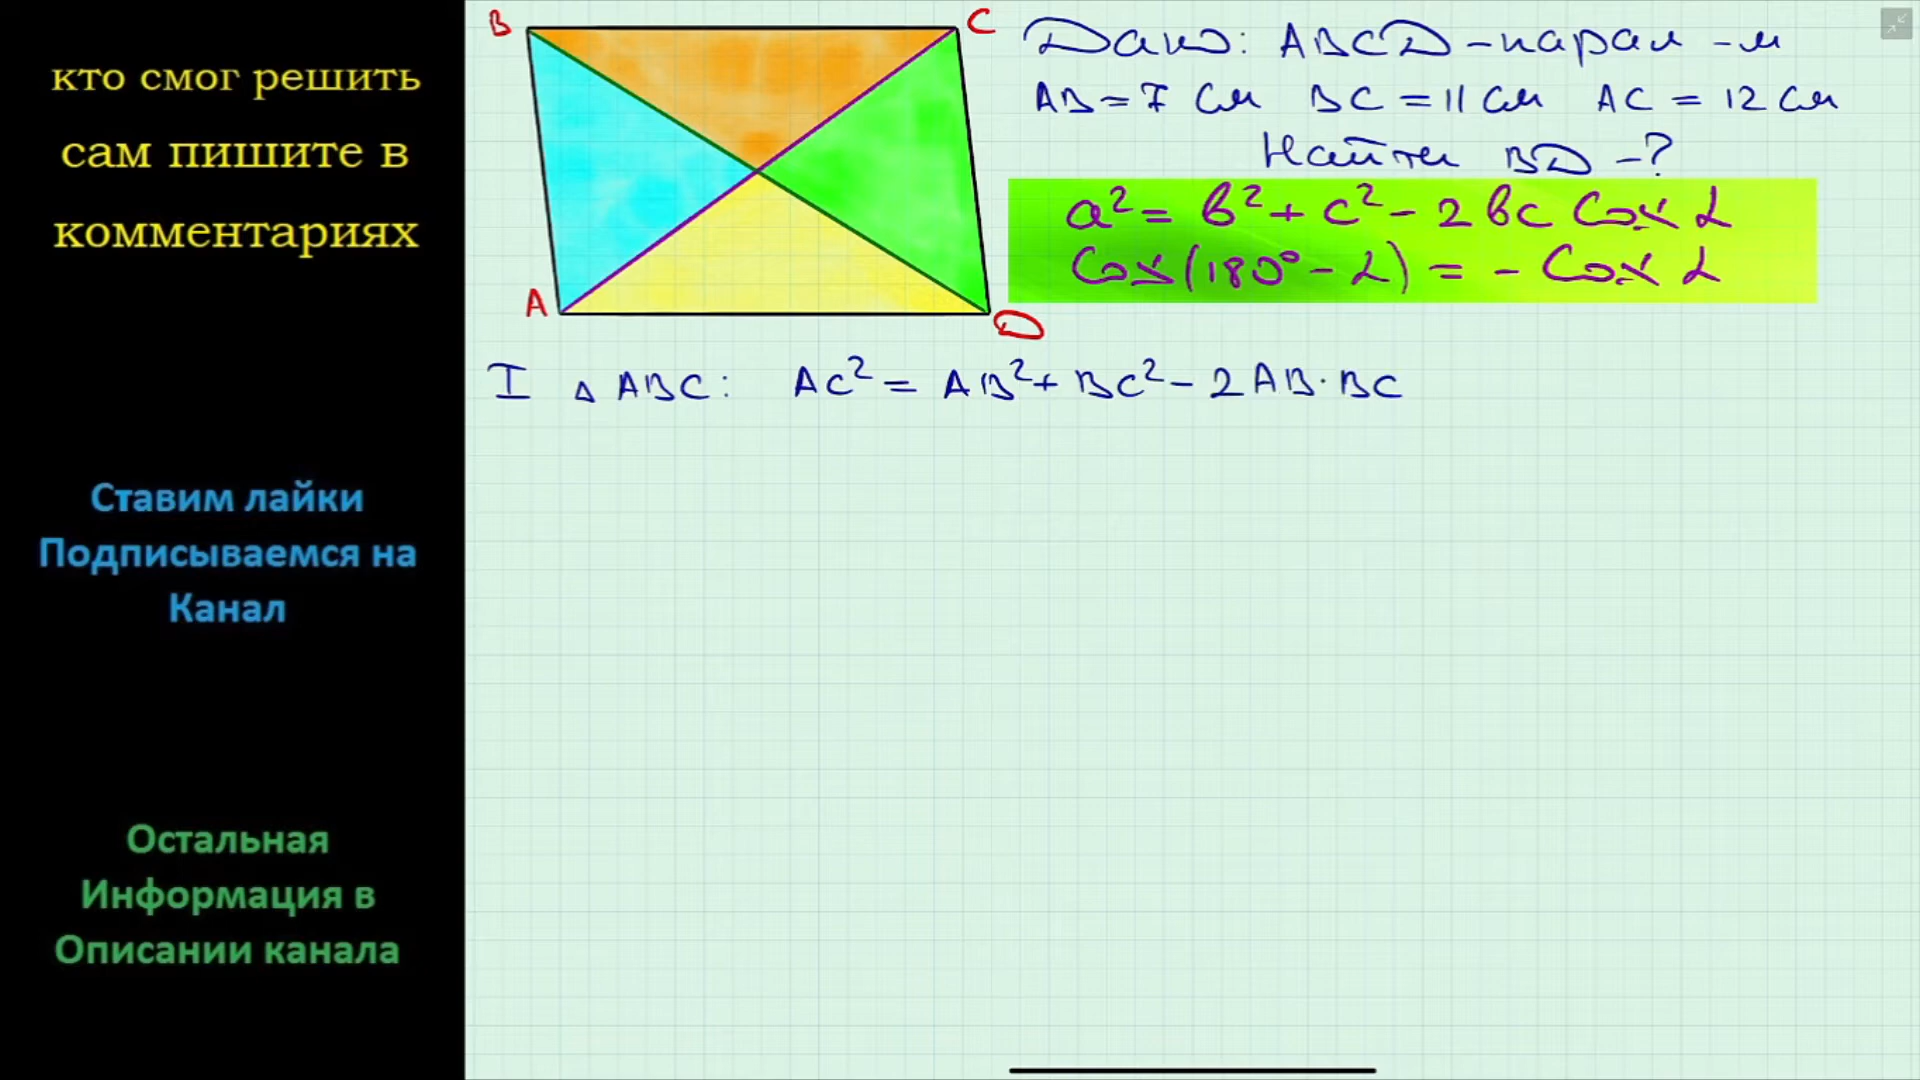 кто смог решить
сам пишите в
комментариях
Ставим лайки
Подписываемся на
Канал
Остальная
Информация в
Описании канала
B
C
A
D
Дано: ABCD - парал - м
AB = 7 см BC = 11 см AC = 12 см
Найти BD - ?
a² = b² + c² - 2bc Cos α
Cos(180° - α) = - Cos α
I ▵ ABC: AC² = AB² + BC² - 2AB · BC